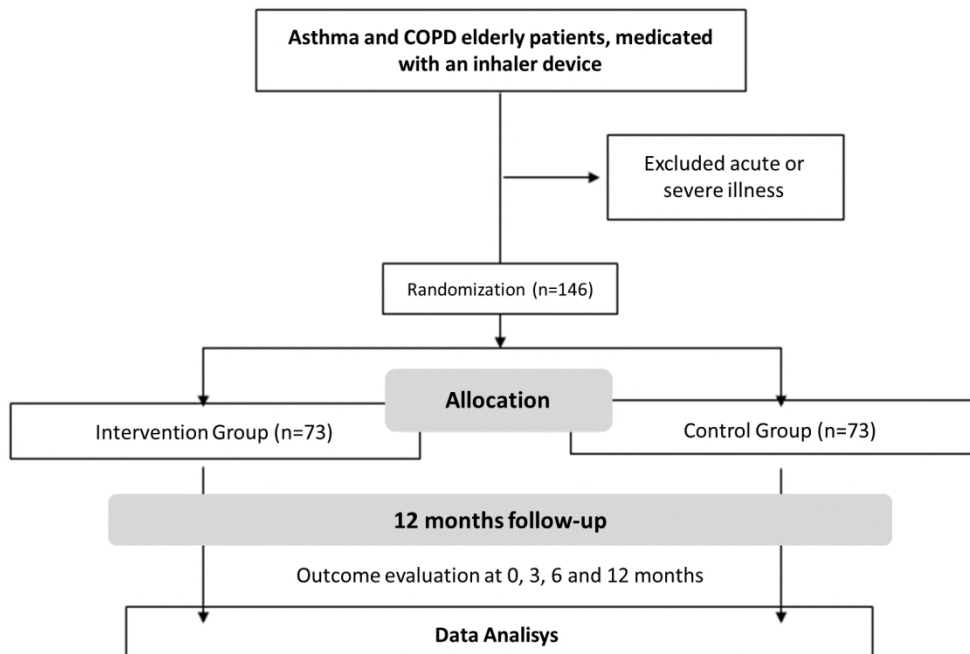 Asthma and COPD elderly patients, medicated
with an inhaler device
Excluded acute or
severe illness
Randomization (n=146)
Allocation
Intervention Group (n=73)
Control Group (n=73)
12 months follow-up
Outcome evaluation at 0, 3, 6 and 12 months
Data Analisys